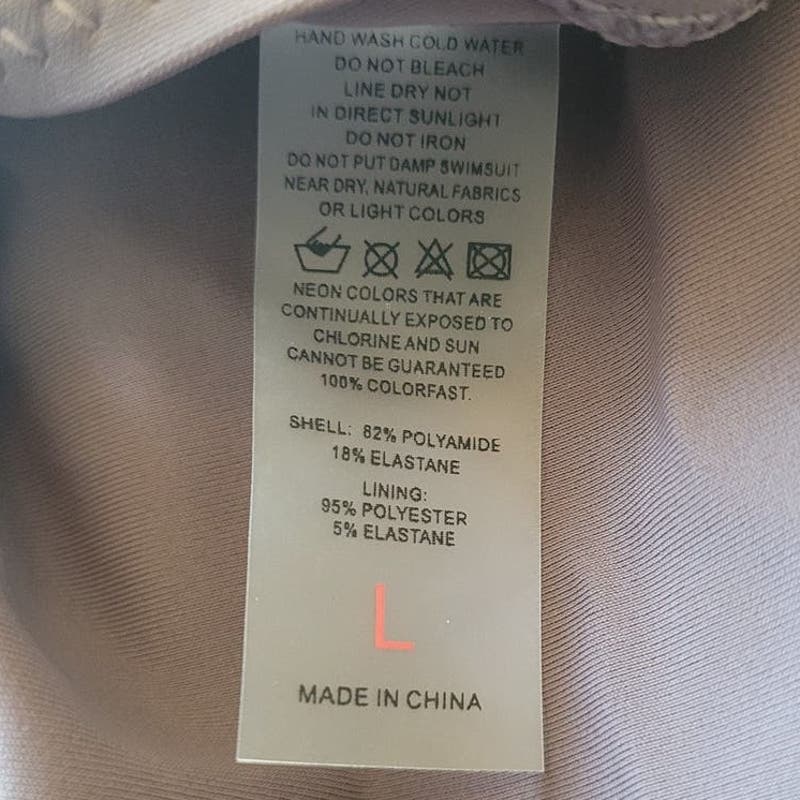 HAND WASH COLD WATER
DO NOT BLEACH
LINE DRY NOT
IN DIRECT SUNLIGHT
DO NOT IRON
DO NOT PUT DAMP SWIMSUIT
NEAR DRY, NATURAL FABRICS
OR LIGHT COLORS
NEON COLORS THAT ARE
CONTINUALLY EXPOSED TO
CHLORINE AND SUN
CANNOT BE GUARANTEED
100% COLORFAST.
SHELL: 82% POLYAMIDE
18% ELASTANE
LINING:
95% POLYESTER
5% ELASTANE
L
MADE IN CHINA